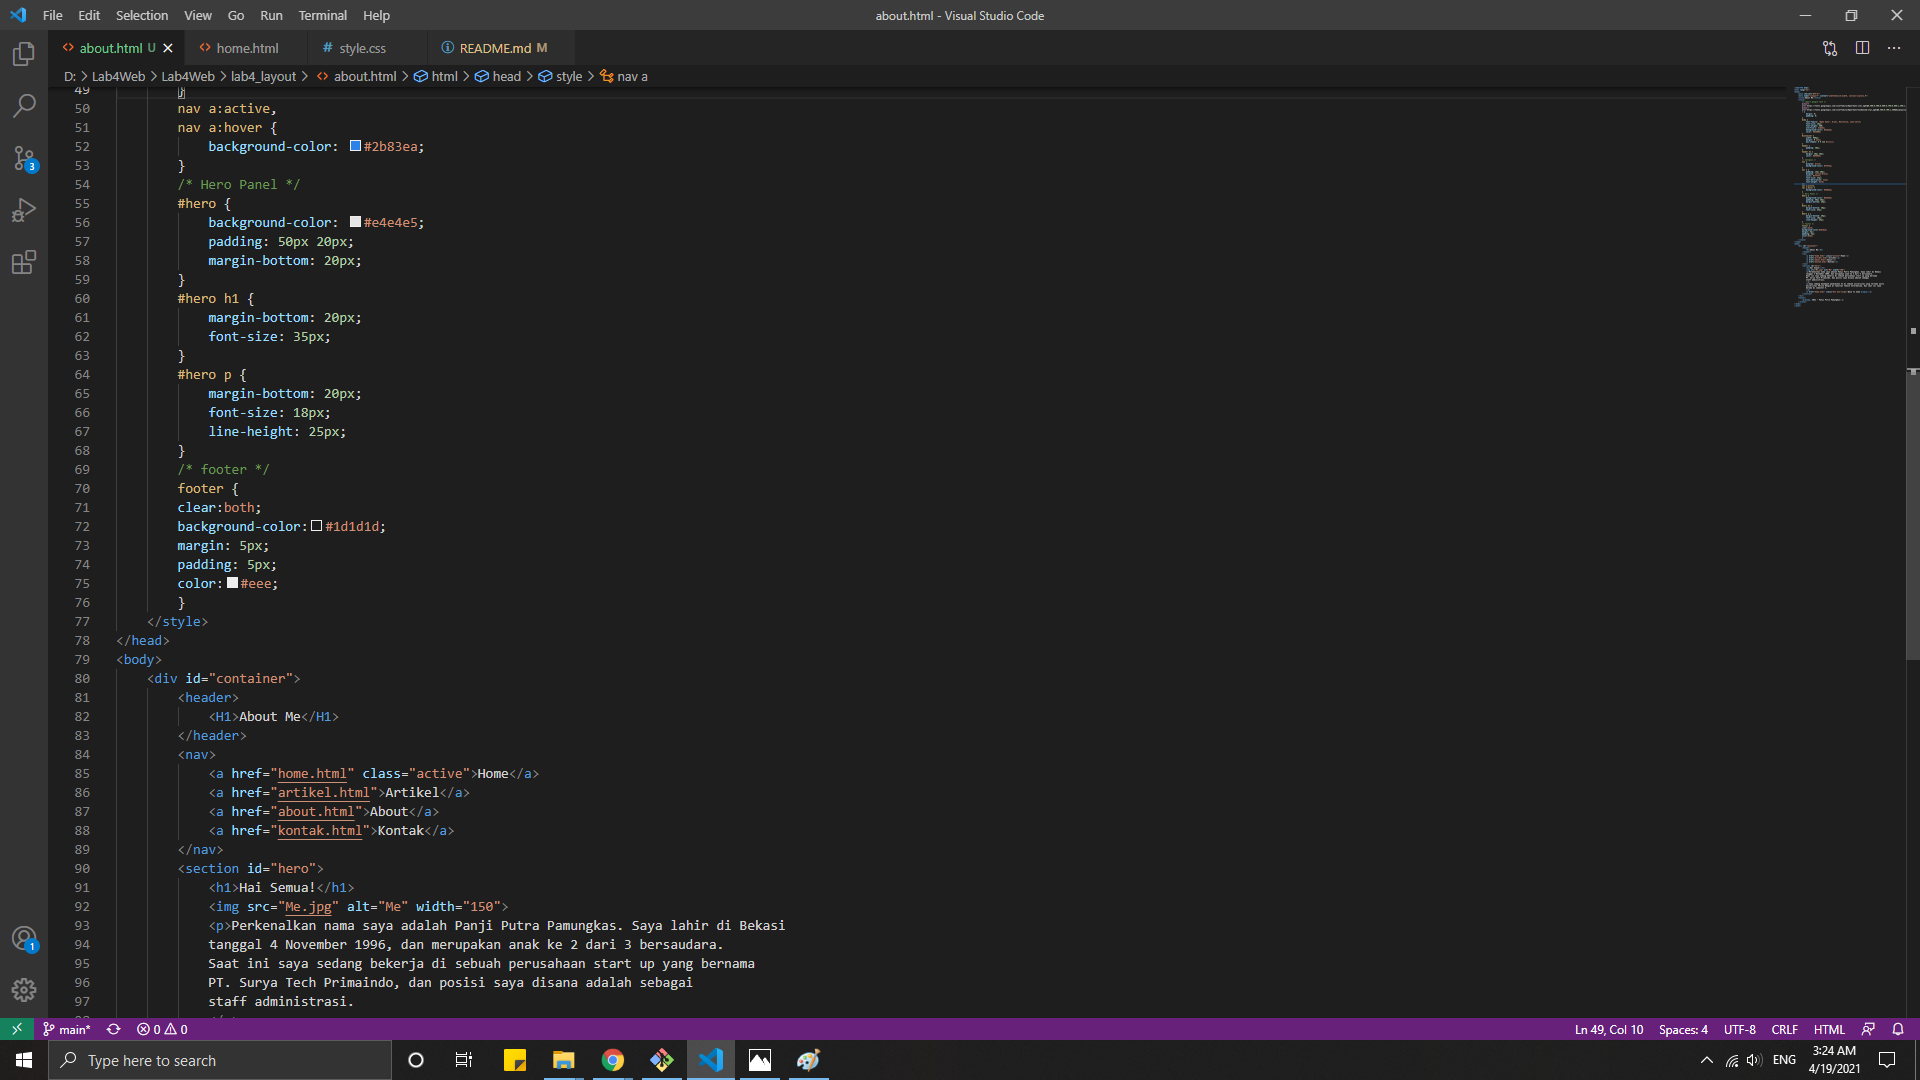 File Edit Selection View Go Run Terminal Help
about.html - Visual Studio Code
about.html U
home.html
style.css
README.md M
D: > Lab4Web > Lab4Web > lab4_layout > about.html > html > head > style > nav a
49 }
50 nav a:active,
51 nav a:hover {
52 background-color: #2b83ea;
53 }
54 /* Hero Panel */
55 #hero {
56 background-color: #e4e4e5;
57 padding: 50px 20px;
58 margin-bottom: 20px;
59 }
60 #hero h1 {
61 margin-bottom: 20px;
62 font-size: 35px;
63 }
64 #hero p {
65 margin-bottom: 20px;
66 font-size: 18px;
67 line-height: 25px;
68 }
69 /* footer */
70 footer {
71 clear:both;
72 background-color: #1d1d1d;
73 margin: 5px;
74 padding: 5px;
75 color: #eee;
76 }
77 </style>
78 </head>
79 <body>
80 <div id="container">
81 <header>
82 <H1>About Me</H1>
83 </header>
84 <nav>
85 <a href="home.html" class="active">Home</a>
86 <a href="artikel.html">Artikel</a>
87 <a href="about.html">About</a>
88 <a href="kontak.html">Kontak</a>
89 </nav>
90 <section id="hero">
91 <h1>Hai Semua!</h1>
92 <img src="Me.jpg" alt="Me" width="150">
93 <p>Perkenalkan nama saya adalah Panji Putra Pamungkas. Saya lahir di Bekasi
94 tanggal 4 November 1996, dan merupakan anak ke 2 dari 3 bersaudara.
95 Saat ini saya sedang bekerja di sebuah perusahaan start up yang bernama
96 PT. Surya Tech Primaindo, dan posisi saya disana adalah sebagai
97 staff administrasi.
3
1
main* 0 0
Ln 49, Col 10 Spaces: 4 UTF-8 CRLF HTML
Type here to search
ENG
3:24 AM
4/19/2021